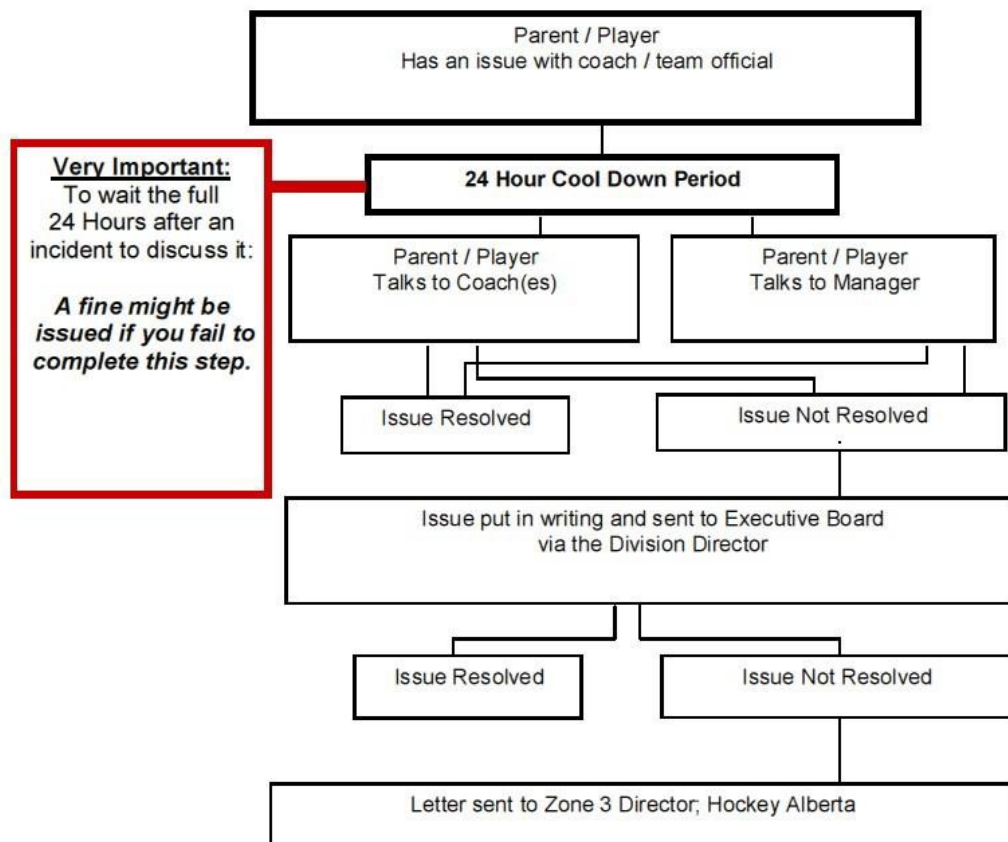 Parent / Player
Has an issue with coach / team official
Very Important:
To wait the full
24 Hours after an
incident to discuss it:
A fine might be
issued if you fail to
complete this step.
24 Hour Cool Down Period
Parent / Player
Talks to Coach(es)
Parent / Player
Talks to Manager
Issue Resolved
Issue Not Resolved
.
Issue put in writing and sent to Executive Board
via the Division Director
Issue Resolved
Issue Not Resolved
Letter sent to Zone 3 Director; Hockey Alberta